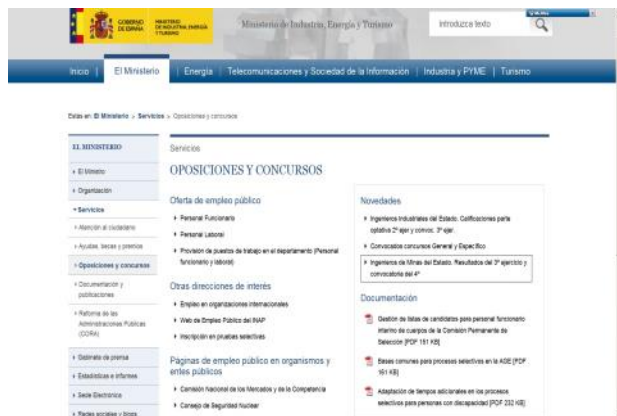 GOBIERNO
DE ESPAÑA
MINISTERIO
DE INDUSTRIA, ENERGÍA
Y TURISMO
Ministerio de Industria, Energía y Turismo
introduzca texto
Inicio | El Ministerio | Energía | Telecomunicaciones y Sociedad de la Información | Industria y PYME | Turismo
Estás en: El Ministerio > Servicios > Oposiciones y concursos
EL MINISTERIO
El Ministro
Organización
Servicios
Atención al ciudadano
Ayudas, becas y premios
Oposiciones y concursos
Documentación y
publicaciones
Reforma de las
Administraciones Públicas
(CORA)
Gabinete de prensa
Estadísticas e informes
Sede Electrónica
Redes sociales y blogs
Servicios
OPOSICIONES Y CONCURSOS
Oferta de empleo público
Personal Funcionario
Personal Laboral
Provisión de puestos de trabajo en el departamento (Personal
funcionario y laboral)
Otras direcciones de interés
Empleo en organizaciones internacionales
Web de Empleo Público del INAP
Inscripción en pruebas selectivas
Páginas de empleo público en organismos y
entes públicos
Comisión Nacional de los Mercados y de la Competencia
Consejo de Seguridad Nuclear
Novedades
Ingenieros Industriales del Estado. Calificaciones parte
optativa 2º ejer y convoc. 3º ejer.
Convocados concursos General y Específico
Ingenieros de Minas del Estado. Resultados del 3º ejercicio y
convocatoria del 4º
Documentación
Gestión de listas de candidatos para personal funcionario
interino de cuerpos de la Comisión Permanente de
Selección [PDF 151 KB]
Bases comunes para procesos selectivos en la AGE [PDF
161 KB]
Adaptación de tiempos adicionales en los procesos
selectivos para personas con discapacidad [PDF 232 KB]